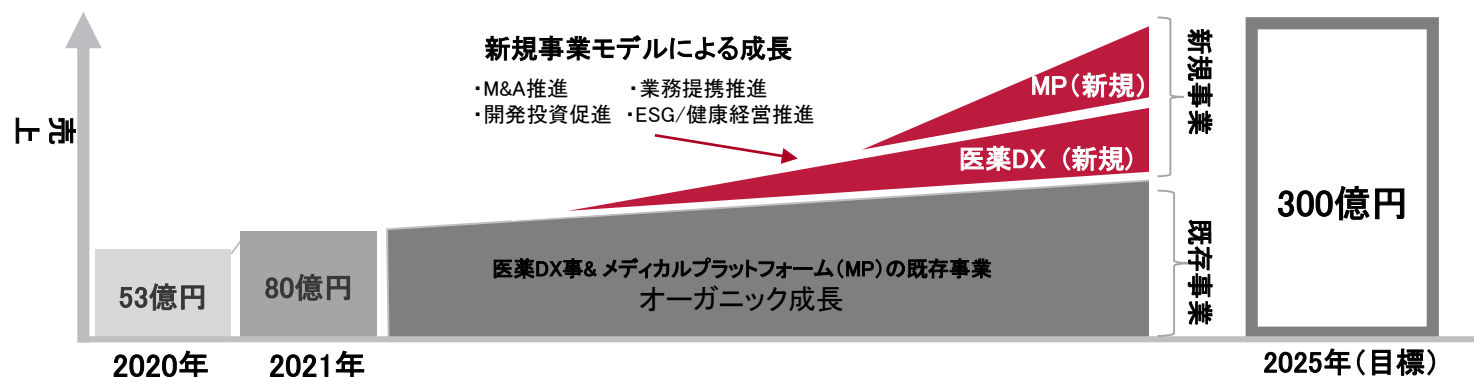 売上
新規事業モデルによる成長
・M&A推進 ・業務提携推進
・開発投資促進 ・ESG/健康経営推進
MP(新規)
医薬DX (新規)
新規事業
既存事業
医薬DX事& メディカルプラットフォーム(MP)の既存事業
オーガニック成長
53億円
80億円
300億円
2020年
2021年
2025年(目標)